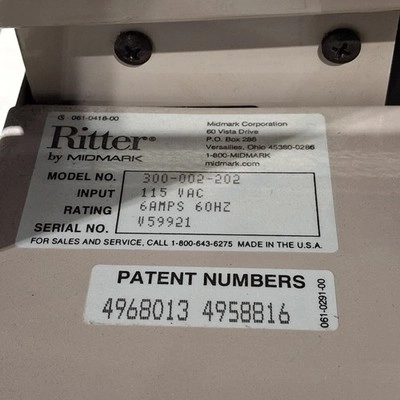 G 061-0418-00
Ritter®
by MIDMARK
Midmark Corporation
60 Vista Drive
P.O. Box 286
Versailles, Ohio 45380-0286
1-800-MIDMARK
midmark.com
MODEL NO. 300-002-202
INPUT 115 VAC
RATING 6AMPS 60HZ
SERIAL NO. V59921
FOR SALES AND SERVICE, CALL 1-800-643-6275 MADE IN THE U.S.A.
PATENT NUMBERS
4968013 4958816
061-0291-00